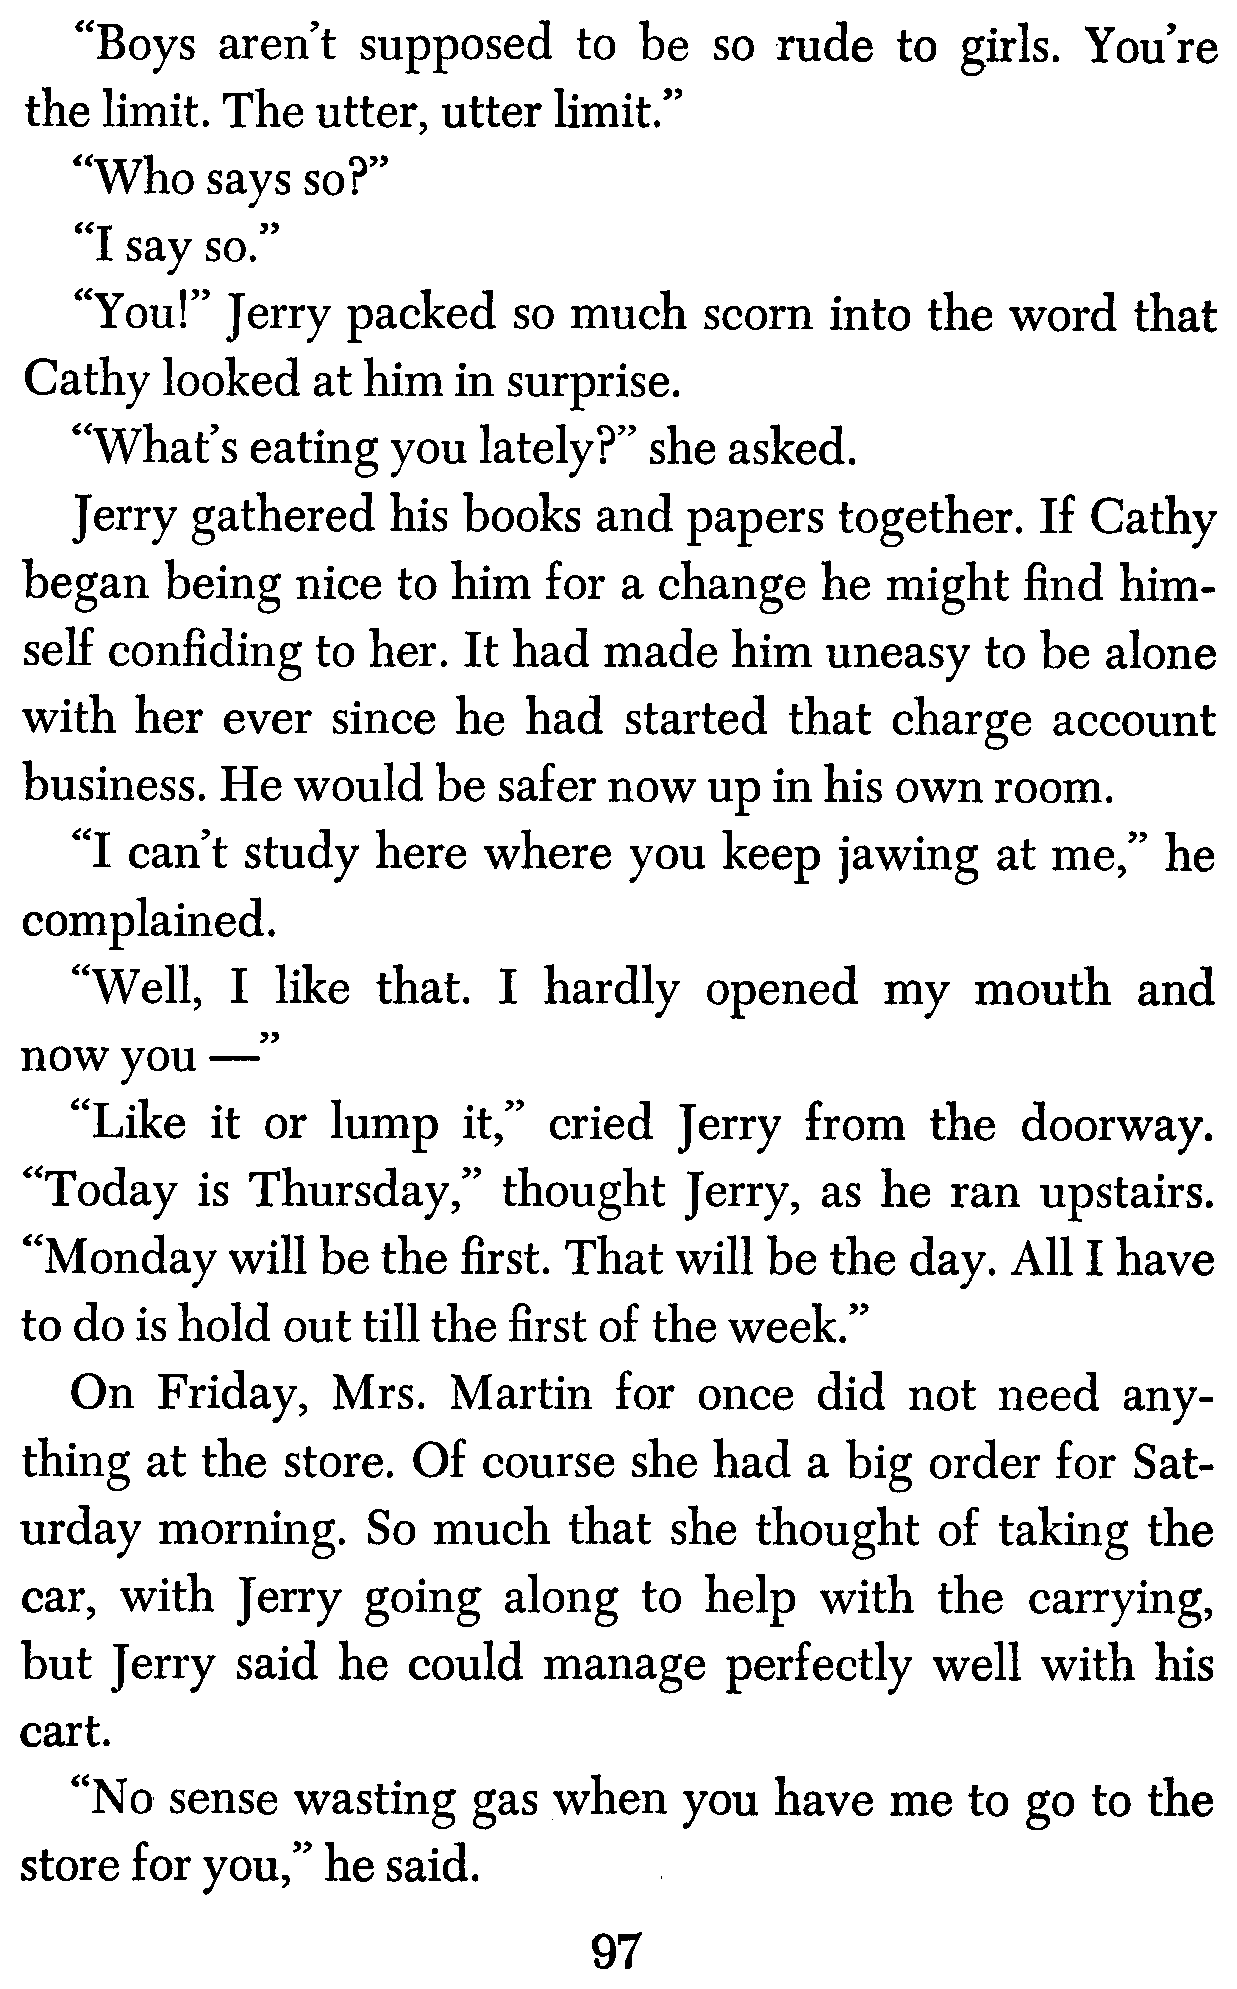 “Boys aren’t supposed to be so rude to girls. You’re
the limit. The utter, utter limit.”
“Who says so?”
“I say so.”
“You!” Jerry packed so much scorn into the word that
Cathy looked at him in surprise.
“What’s eating you lately?” she asked.
Jerry gathered his books and papers together. If Cathy
began being nice to him for a change he might find him-
self confiding to her. It had made him uneasy to be alone
with her ever since he had started that charge account
business. He would be safer now up in his own room.
“I can’t study here where you keep jawing at me,” he
complained.
“Well, I like that. I hardly opened my mouth and
now you —”
“Like it or lump it,” cried Jerry from the doorway.
“Today is Thursday,” thought Jerry, as he ran upstairs.
“Monday will be the first. That will be the day. All I have
to do is hold out till the first of the week.”
On Friday, Mrs. Martin for once did not need any-
thing at the store. Of course she had a big order for Sat-
urday morning. So much that she thought of taking the
car, with Jerry going along to help with the carrying,
but Jerry said he could manage perfectly well with his
cart.
“No sense wasting gas when you have me to go to the
store for you,” he said.
97